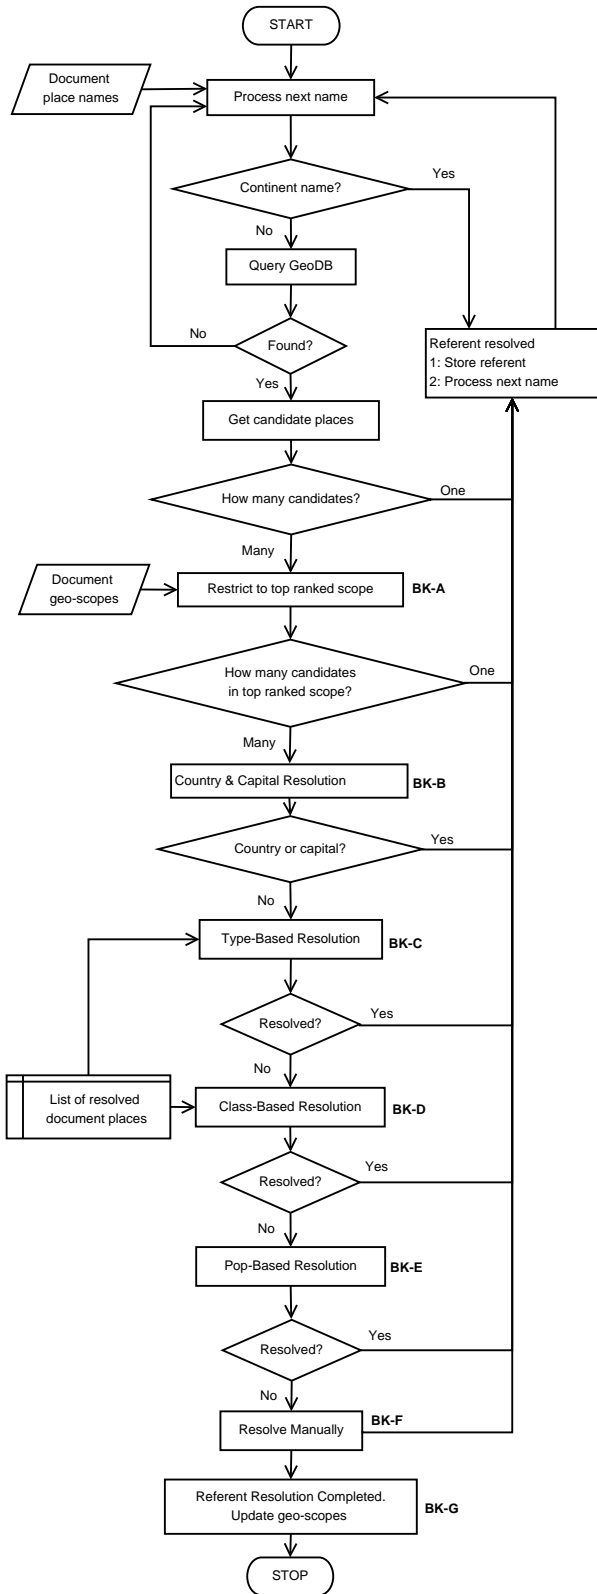 START
Document
place names
Process next name
Continent name?
Yes
No
Query GeoDB
No
Found?
Referent resolved
1: Store referent
2: Process next name
Yes
Get candidate places
How many candidates?
One
Many
Document
geo-scopes
Restrict to top ranked scope
BK-A
How many candidates
in top ranked scope?
One
Many
Country & Capital Resolution
BK-B
Country or capital?
Yes
No
Type-Based Resolution
BK-C
Resolved?
Yes
No
List of resolved
document places
Class-Based Resolution
BK-D
Resolved?
Yes
No
Pop-Based Resolution
BK-E
Resolved?
Yes
No
Resolve Manually
BK-F
Referent Resolution Completed.
Update geo-scopes
BK-G
STOP